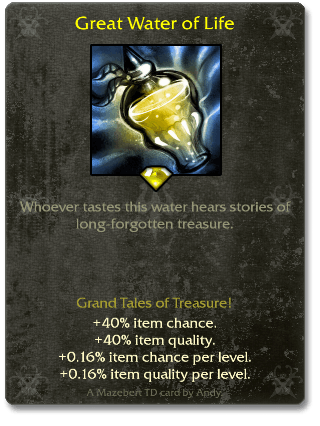 Great Water of Life
Whoever tastes this water hears stories of
long-forgotten treasure.
Grand Tales of Treasure!
+40% item chance.
+40% item quality.
+0.16% item chance per level.
+0.16% item quality per level.
A Mazebert TD card by Andy